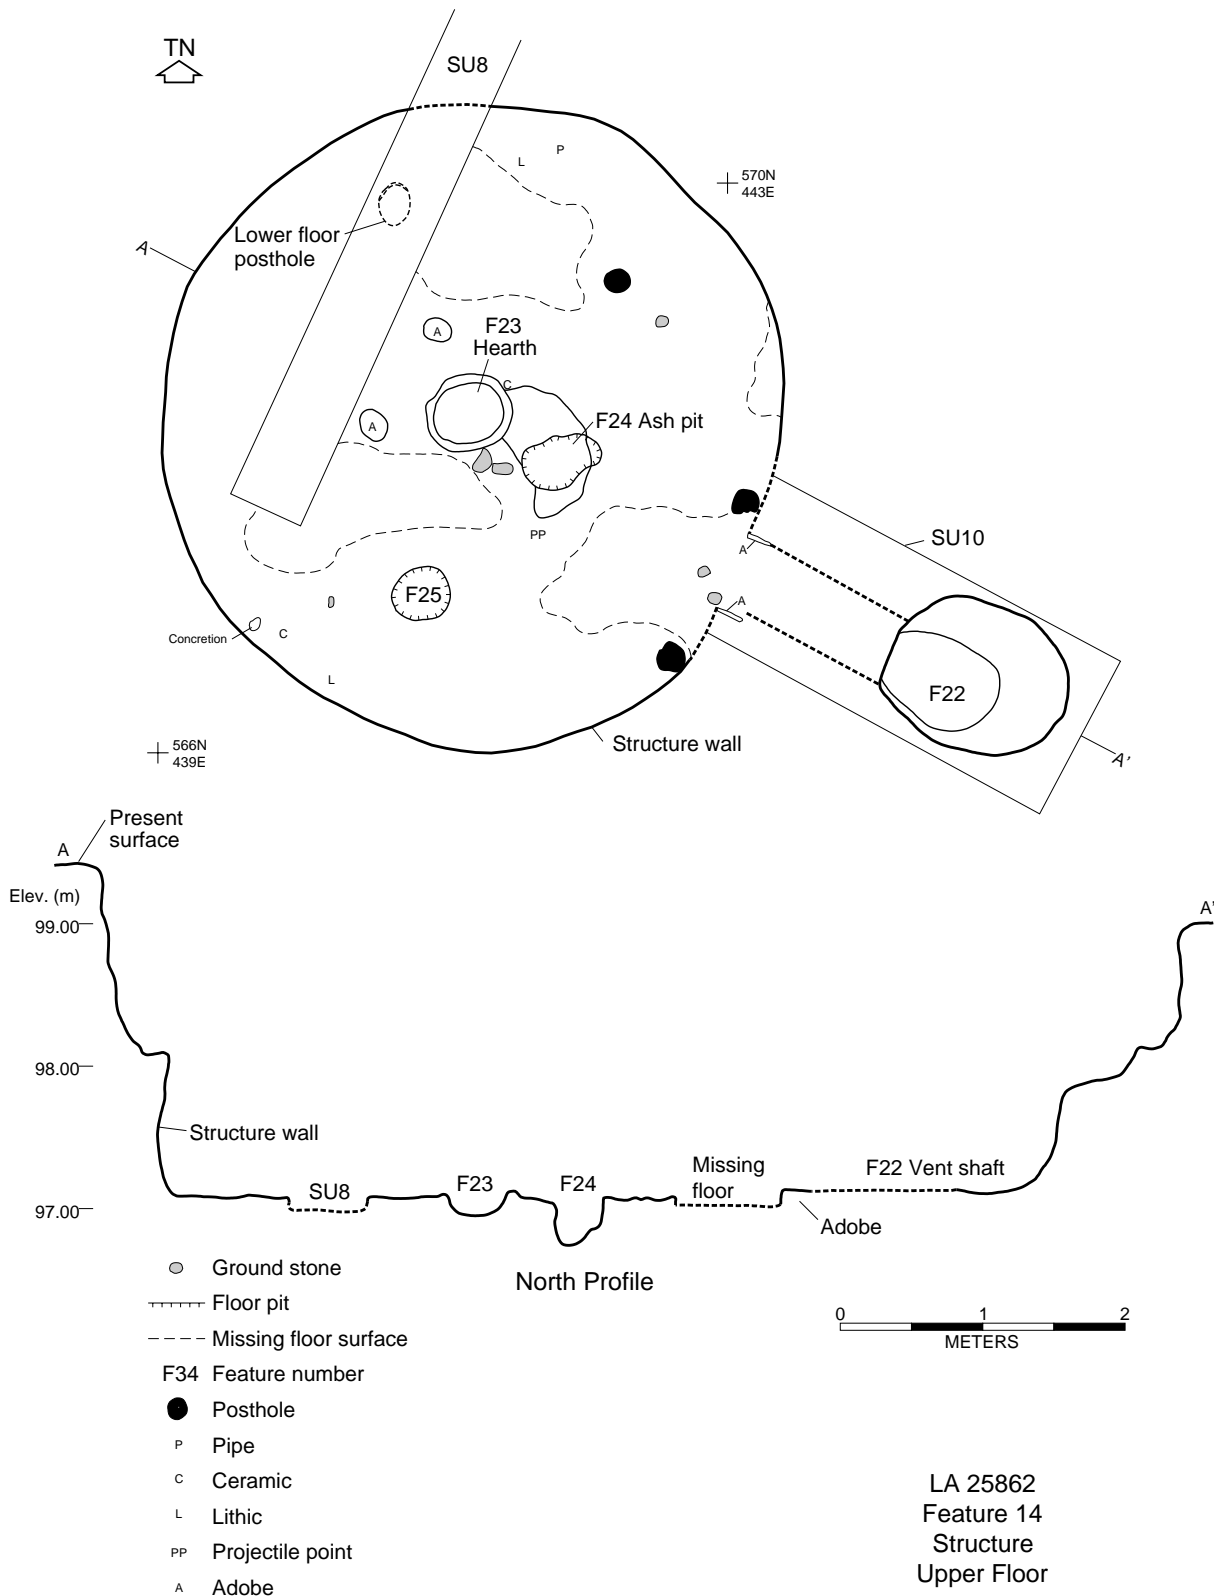 TN
SU8
L
P
570N
443E
Lower floor
posthole
A
A
F23
Hearth
C
F24 Ash pit
A
PP
SU10
A
A
F25
Concretion
C
L
F22
Structure wall
566N
439E
A'
Present
surface
A
Elev. (m)
99.00
A'
98.00
Structure wall
Missing
floor
F22 Vent shaft
SU8
F23
F24
97.00
Adobe
North Profile
Ground stone
Floor pit
Missing floor surface
F34 Feature number
Posthole
P Pipe
C Ceramic
L Lithic
PP Projectile point
A Adobe
0 1 2
METERS
LA 25862
Feature 14
Structure
Upper Floor